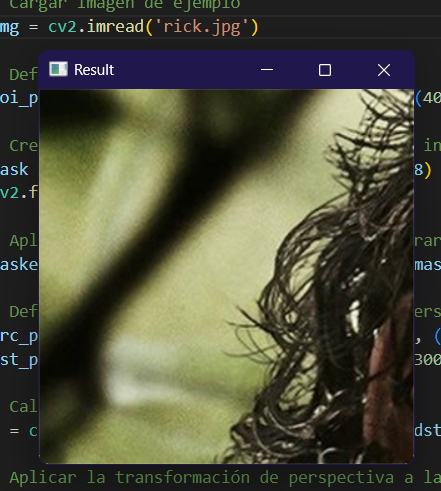 Cargar imagen de ejemplo
mg = cv2.imread('rick.jpg')
Result
Def
oi_p (40
Cre in
ask 8)
v2.f
Apl rar
aske mas
Def ers
rc_p , (
st_p 300
Cal
= c dst
Aplicar la transformación de perspectiva a la